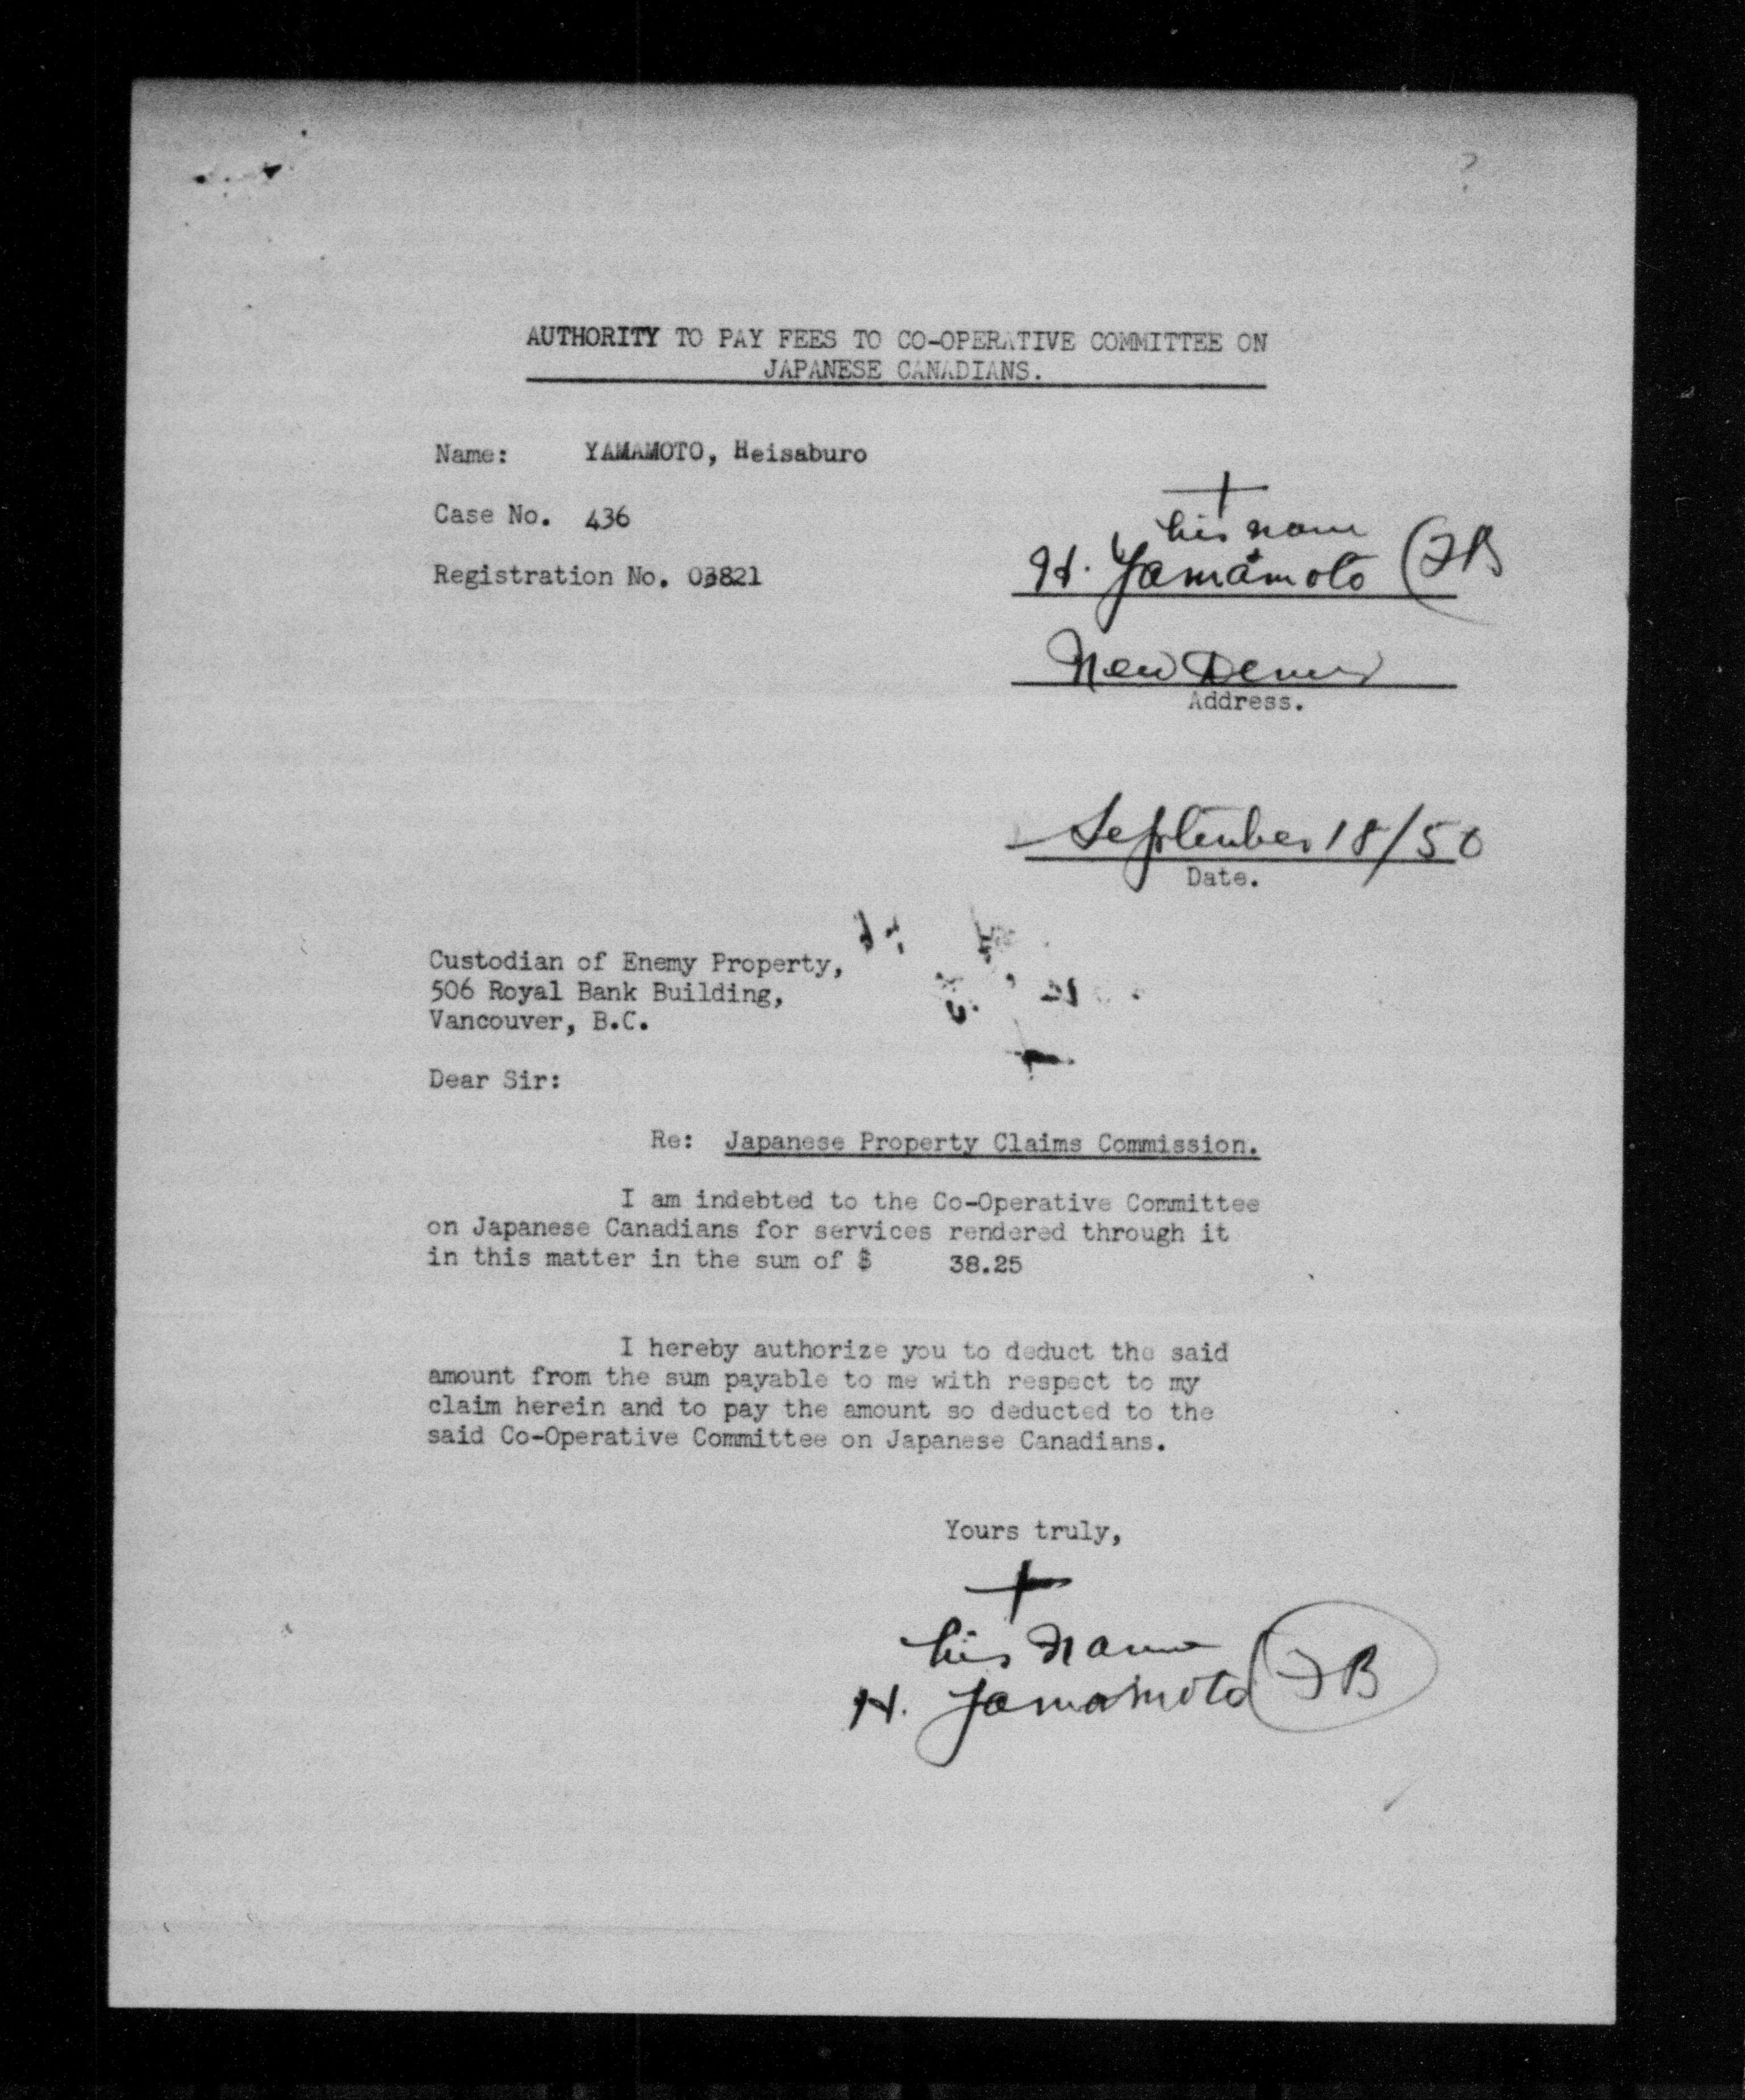 ?
AUTHORITY TO PAY FEES TO CO-OPERATIVE COMMITTEE ON
JAPANESE CANADIANS.
Name: YAMAMOTO, Heisaburo
Case No. 436
Registration No. 03821
his name
H. Yamamoto
New Denver
Address.
September 18/50
Date.
Custodian of Enemy Property,
506 Royal Bank Building,
Vancouver, B.C.
Dear Sir:
Re: Japanese Property Claims Commission.
I am indebted to the Co-Operative Committee
on Japanese Canadians for services rendered through it
in this matter in the sum of $ 38.25
I hereby authorize you to deduct the said
amount from the sum payable to me with respect to my
claim herein and to pay the amount so deducted to the
said Co-Operative Committee on Japanese Canadians.
Yours truly,
his name
H. Yamamoto